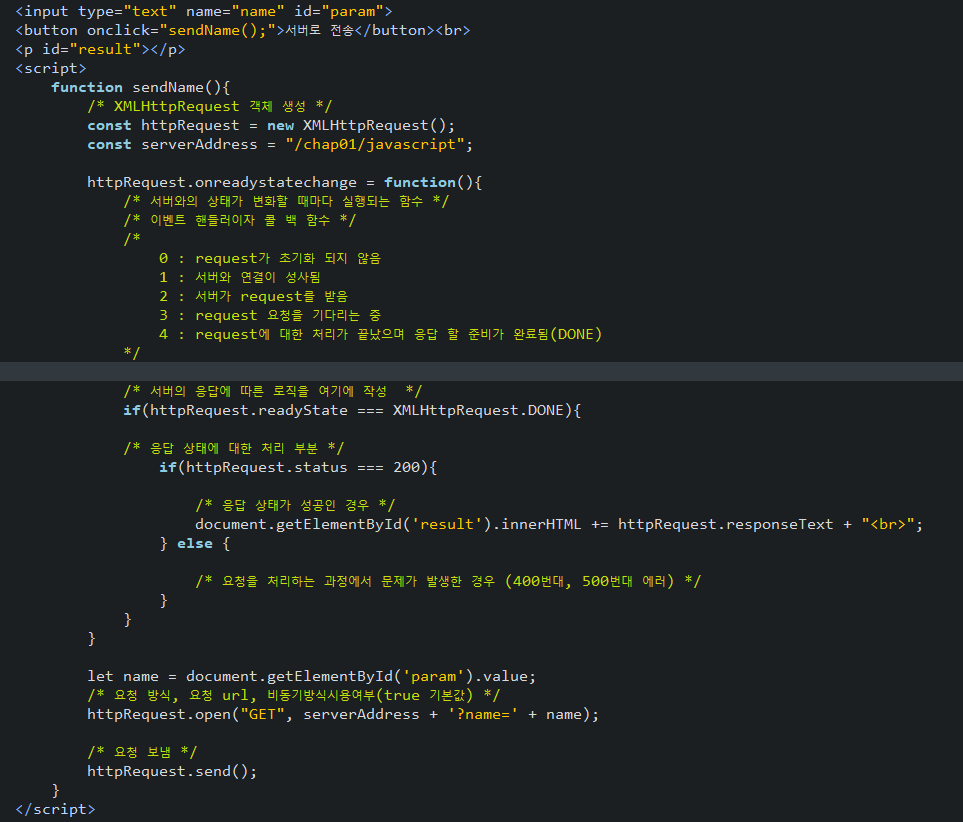 <input type="text" name="name" id="param">
<button onclick="sendName();">서버로 전송</button><br>
<p id="result"></p>
<script>
function sendName(){
/* XMLHttpRequest 객체 생성 */
const httpRequest = new XMLHttpRequest();
const serverAddress = "/chap01/javascript";
httpRequest.onreadystatechange = function(){
/* 서버와의 상태가 변화할 때마다 실행되는 함수 */
/* 이벤트 핸들러이자 콜 백 함수 */
/*
0 : request가 초기화 되지 않음
1 : 서버와 연결이 성사됨
2 : 서버가 request를 받음
3 : request 요청을 기다리는 중
4 : request에 대한 처리가 끝났으며 응답 할 준비가 완료됨(DONE)
*/
/* 서버의 응답에 따른 로직을 여기에 작성  */
if(httpRequest.readyState === XMLHttpRequest.DONE){
/* 응답 상태에 대한 처리 부분 */
if(httpRequest.status === 200){
/* 응답 상태가 성공인 경우 */
document.getElementById('result').innerHTML += httpRequest.responseText + "<br>";
} else {
/* 요청을 처리하는 과정에서 문제가 발생한 경우 (400번대, 500번대 에러) */
}
}
}
let name = document.getElementById('param').value;
/* 요청 방식, 요청 url, 비동기방식시용여부(true 기본값) */
httpRequest.open("GET", serverAddress + '?name=' + name);
/* 요청 보냄 */
httpRequest.send();
}
</script>